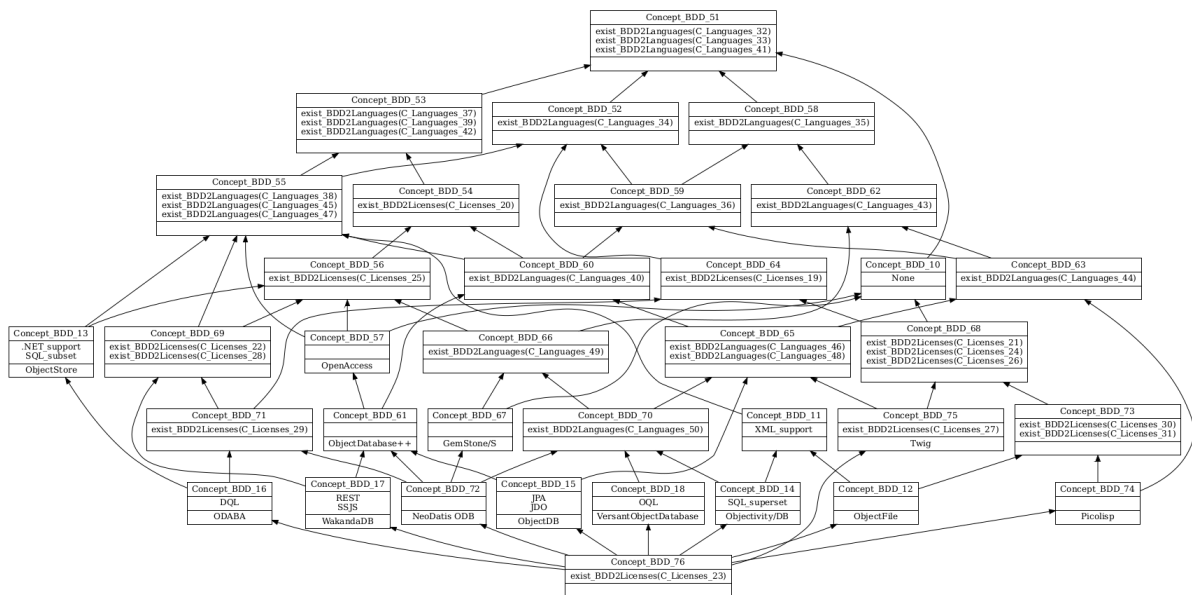 Concept_BDD_51
exist_BDD2Languages(C_Languages_32)
exist_BDD2Languages(C_Languages_33)
exist_BDD2Languages(C_Languages_41)
Concept_BDD_53
exist_BDD2Languages(C_Languages_37)
exist_BDD2Languages(C_Languages_39)
exist_BDD2Languages(C_Languages_42)
Concept_BDD_52
exist_BDD2Languages(C_Languages_34)
Concept_BDD_58
exist_BDD2Languages(C_Languages_35)
Concept_BDD_55
exist_BDD2Languages(C_Languages_38)
exist_BDD2Languages(C_Languages_45)
exist_BDD2Languages(C_Languages_47)
Concept_BDD_54
exist_BDD2Licenses(C_Licenses_20)
Concept_BDD_59
exist_BDD2Languages(C_Languages_36)
Concept_BDD_62
exist_BDD2Languages(C_Languages_43)
Concept_BDD_56
exist_BDD2Licenses(C_Licenses_25)
Concept_BDD_60
exist_BDD2Languages(C_Languages_40)
Concept_BDD_64
exist_BDD2Licenses(C_Licenses_19)
Concept_BDD_10
None
Concept_BDD_63
exist_BDD2Languages(C_Languages_44)
Concept_BDD_13
.NET_support
SQL_subset
ObjectStore
Concept_BDD_69
exist_BDD2Licenses(C_Licenses_22)
exist_BDD2Licenses(C_Licenses_28)
Concept_BDD_57
OpenAccess
Concept_BDD_66
exist_BDD2Languages(C_Languages_49)
Concept_BDD_65
exist_BDD2Languages(C_Languages_46)
exist_BDD2Languages(C_Languages_48)
Concept_BDD_68
exist_BDD2Licenses(C_Licenses_21)
exist_BDD2Licenses(C_Licenses_24)
exist_BDD2Licenses(C_Licenses_26)
Concept_BDD_71
exist_BDD2Licenses(C_Licenses_29)
Concept_BDD_61
ObjectDatabase++
Concept_BDD_67
GemStone/S
Concept_BDD_70
exist_BDD2Languages(C_Languages_50)
Concept_BDD_11
XML_support
Concept_BDD_75
exist_BDD2Licenses(C_Licenses_27)
Twig
Concept_BDD_73
exist_BDD2Licenses(C_Licenses_30)
exist_BDD2Licenses(C_Licenses_31)
Concept_BDD_16
DQL
ODABA
Concept_BDD_17
REST
SSJS
WakandaDB
Concept_BDD_72
NeoDatis ODB
Concept_BDD_15
JPA
JDO
ObjectDB
Concept_BDD_18
OQL
VersantObjectDatabase
Concept_BDD_14
SQL_superset
Objectivity/DB
Concept_BDD_12
ObjectFile
Concept_BDD_74
Picolisp
Concept_BDD_76
exist_BDD2Licenses(C_Licenses_23)